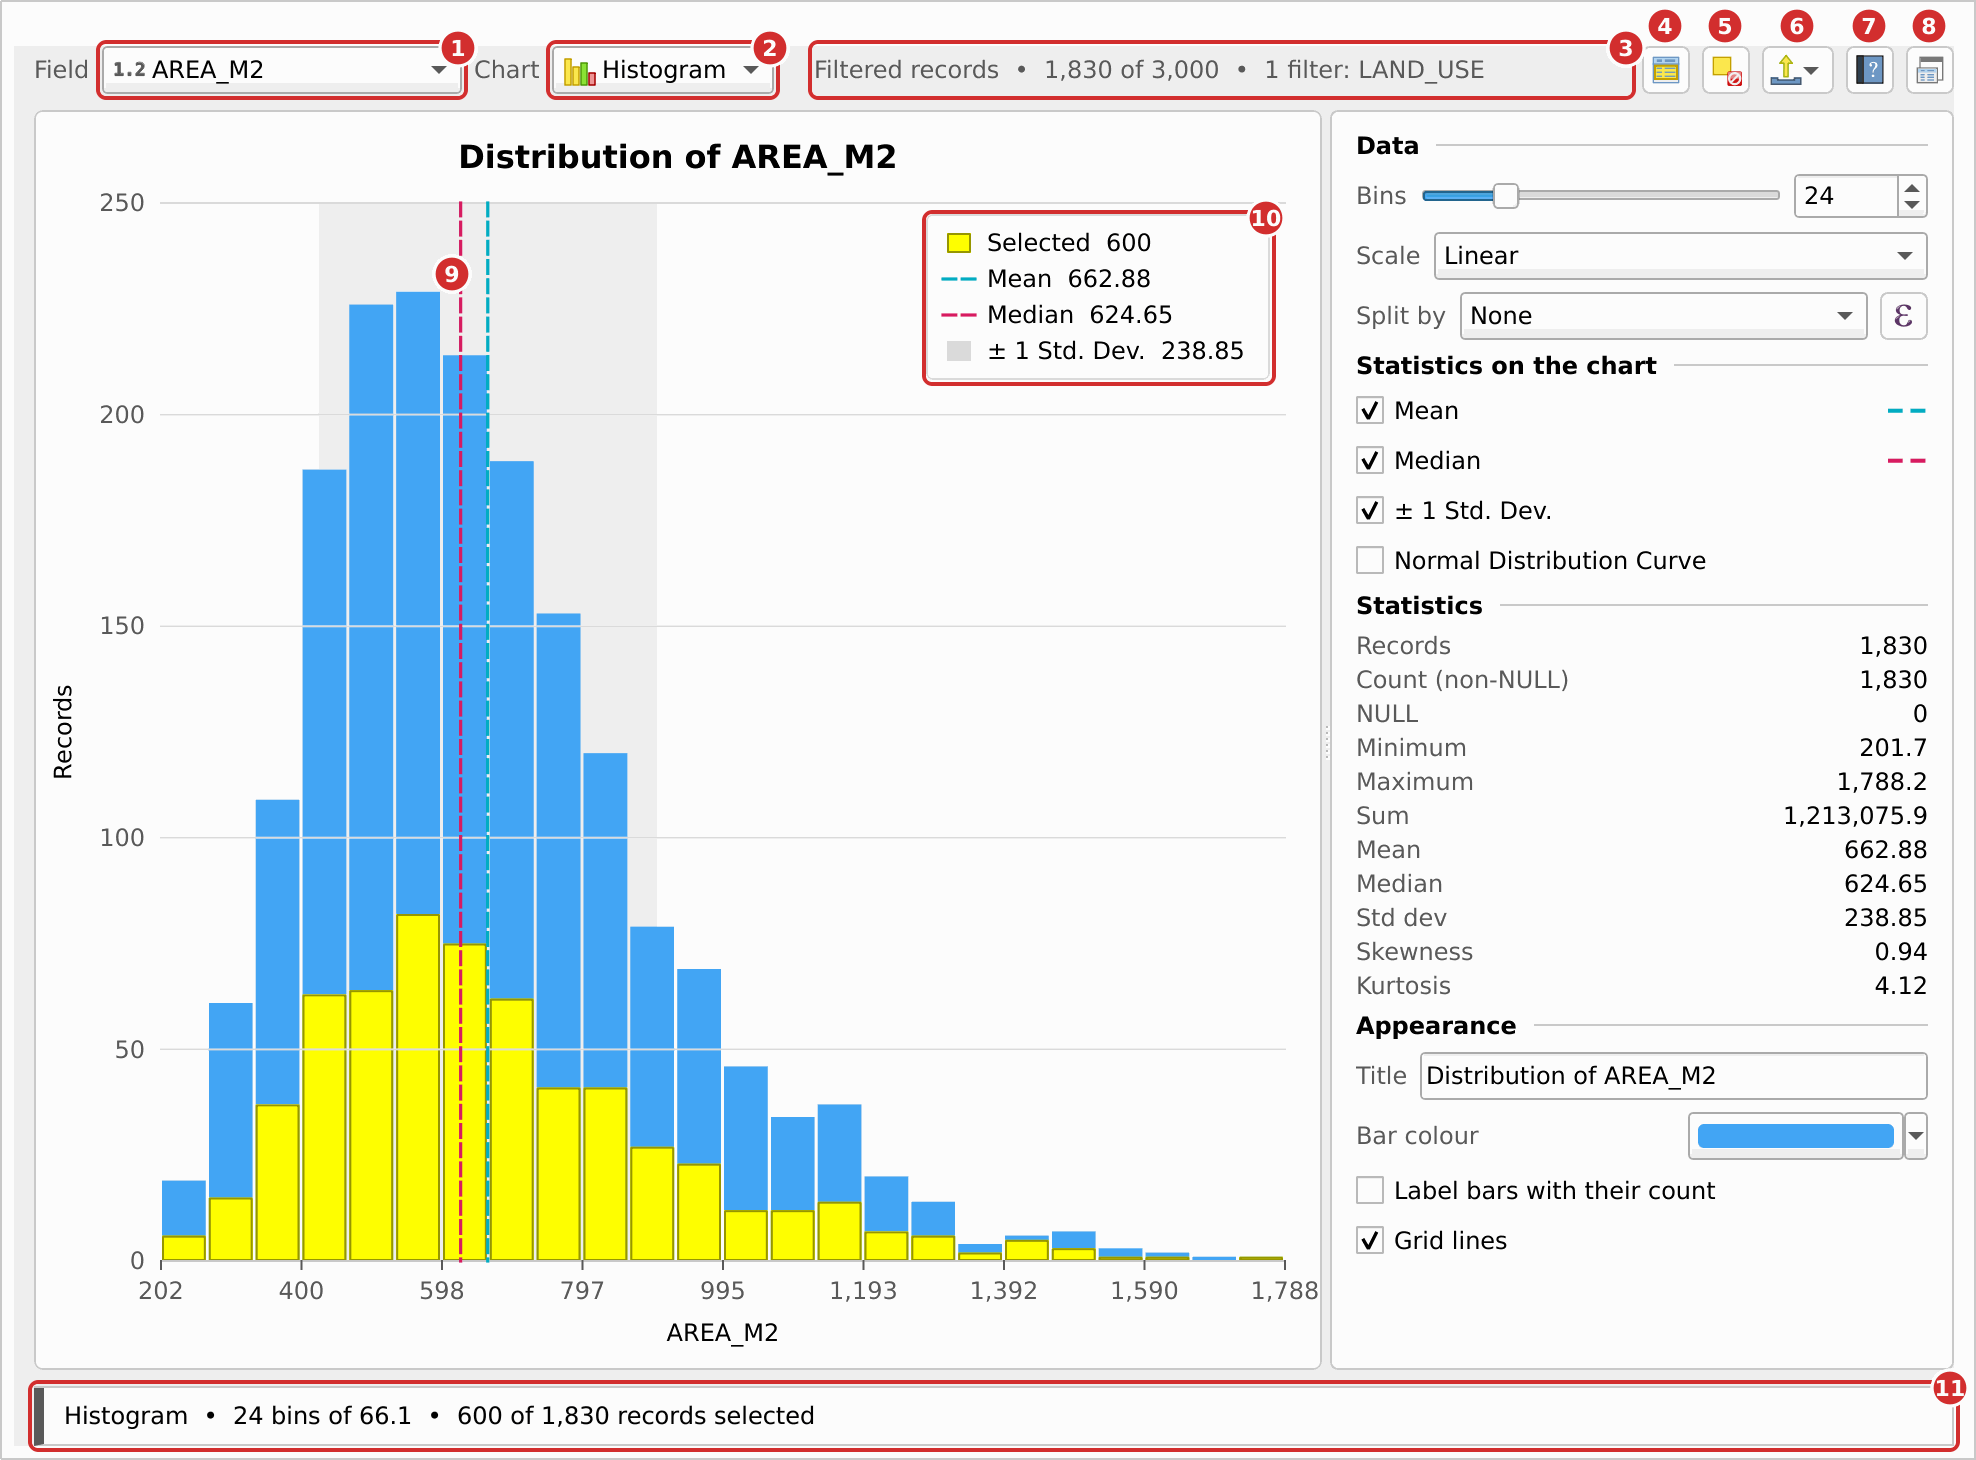 Field 1.2 AREA_M2 1 Chart Histogram 2 Filtered records • 1,830 of 3,000 • 1 filter: LAND_USE 3 4 5 6 7 ? 8
Distribution of AREA_M2
250
200
150
100
50
0
Records
202 400 598 797 995 1,193 1,392 1,590 1,788
AREA_M2
9
10
Selected 600
Mean 662.88
Median 624.65
± 1 Std. Dev. 238.85
Data
Bins 24
Scale Linear
Split by None ε
Statistics on the chart
Mean
Median
± 1 Std. Dev.
Normal Distribution Curve
Statistics
Records 1,830
Count (non-NULL) 1,830
NULL 0
Minimum 201.7
Maximum 1,788.2
Sum 1,213,075.9
Mean 662.88
Median 624.65
Std dev 238.85
Skewness 0.94
Kurtosis 4.12
Appearance
Title Distribution of AREA_M2
Bar colour
Label bars with their count
Grid lines
11
Histogram • 24 bins of 66.1 • 600 of 1,830 records selected